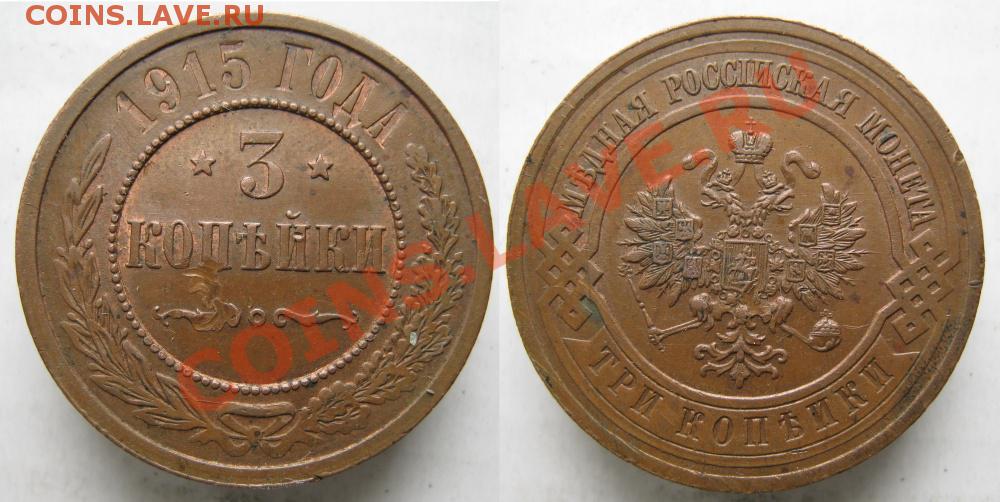 COINS.LAVE.RU
1915 ГОДА
3
КОПѢЙКИ
МѢДНАЯ РОССІЙСКАЯ МОНЕТА
ТРИ КОПѢЙКИ
COINS.LAVE.RU